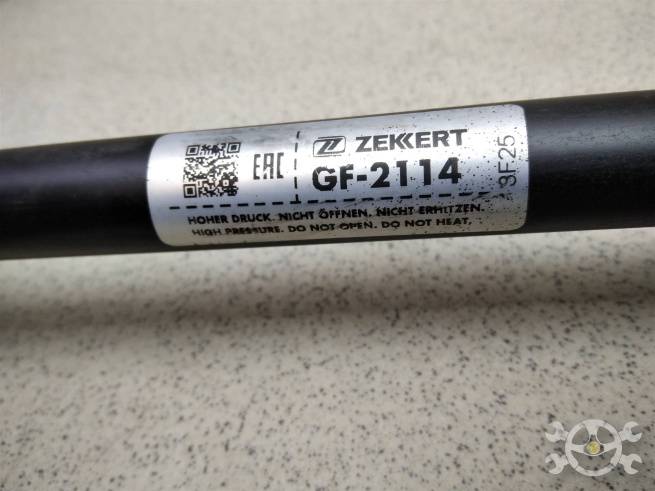 EAC
ZEKKERT
GF-2114
HOHER DRUCK. NICHT ÖFFNEN. NICHT ERHITZEN.
HIGH PRESSURE. DO NOT OPEN. DO NOT HEAT.
3F25